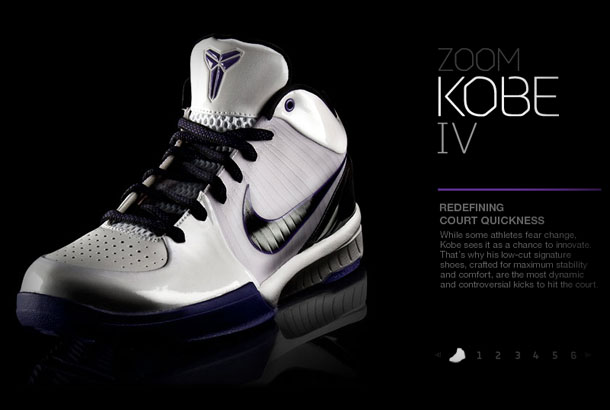 ZOOM
KOBE
IV
REDEFINING
COURT QUICKNESS
While some athletes fear change,
Kobe sees it as a chance to innovate.
That's why his low-cut signature
shoes, crafted for maximum stability
and comfort, are the most dynamic
and controversial kicks to hit the court.
1 2 3 4 5 6